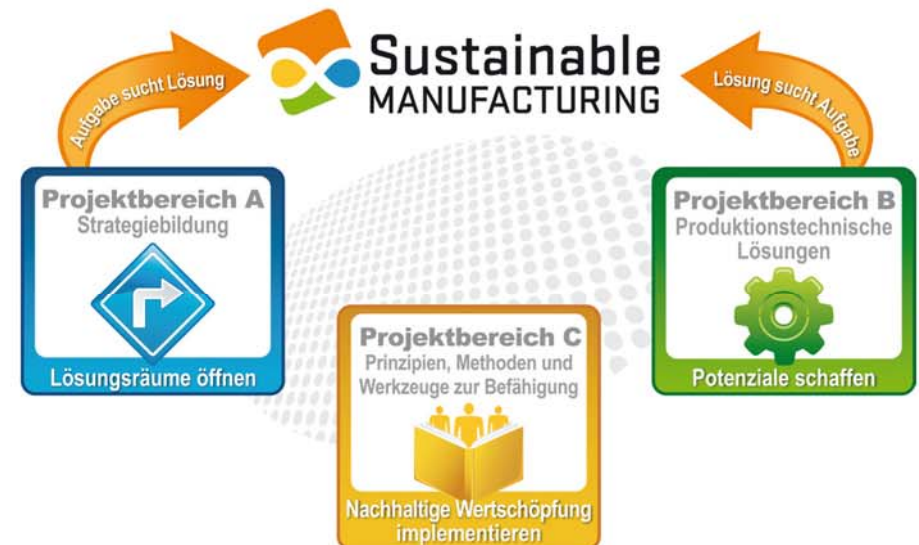 Sustainable
MANUFACTURING
Aufgabe sucht Lösung
Lösung sucht Aufgabe
Projektbereich A
Strategiebildung
Lösungsräume öffnen
Projektbereich B
Produktionstechnische
Lösungen
Potenziale schaffen
Projektbereich C
Prinzipien, Methoden und
Werkzeuge zur Befähigung
Nachhaltige Wertschöpfung
implementieren